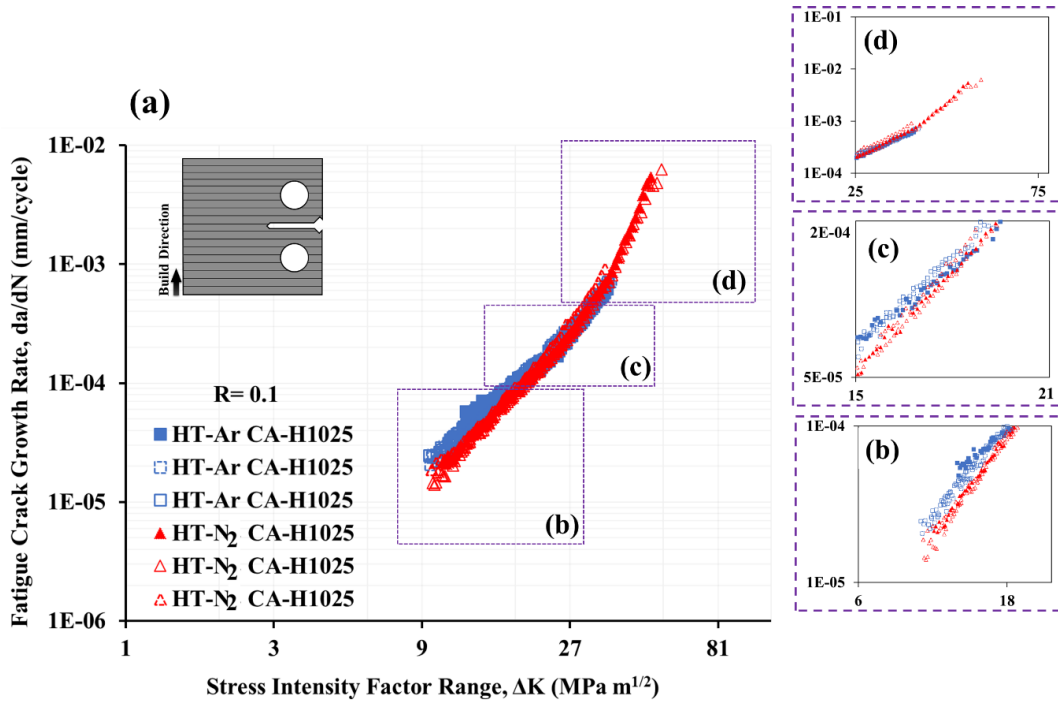 (a)
Fatigue Crack Growth Rate, da/dN (mm/cycle)
1E-02
1E-03
1E-04
1E-05
1E-06
Build Direction
R= 0.1
HT-Ar CA-H1025
HT-Ar CA-H1025
HT-Ar CA-H1025
HT-N₂ CA-H1025
HT-N₂ CA-H1025
HT-N₂ CA-H1025
(d)
(c)
(b)
1 3 9 27 81
Stress Intensity Factor Range, ΔK (MPa m¹/²)
(d)
1E-01
1E-02
1E-03
1E-04
25 75
(c)
2E-04
5E-05
15 21
(b)
1E-04
1E-05
6 18